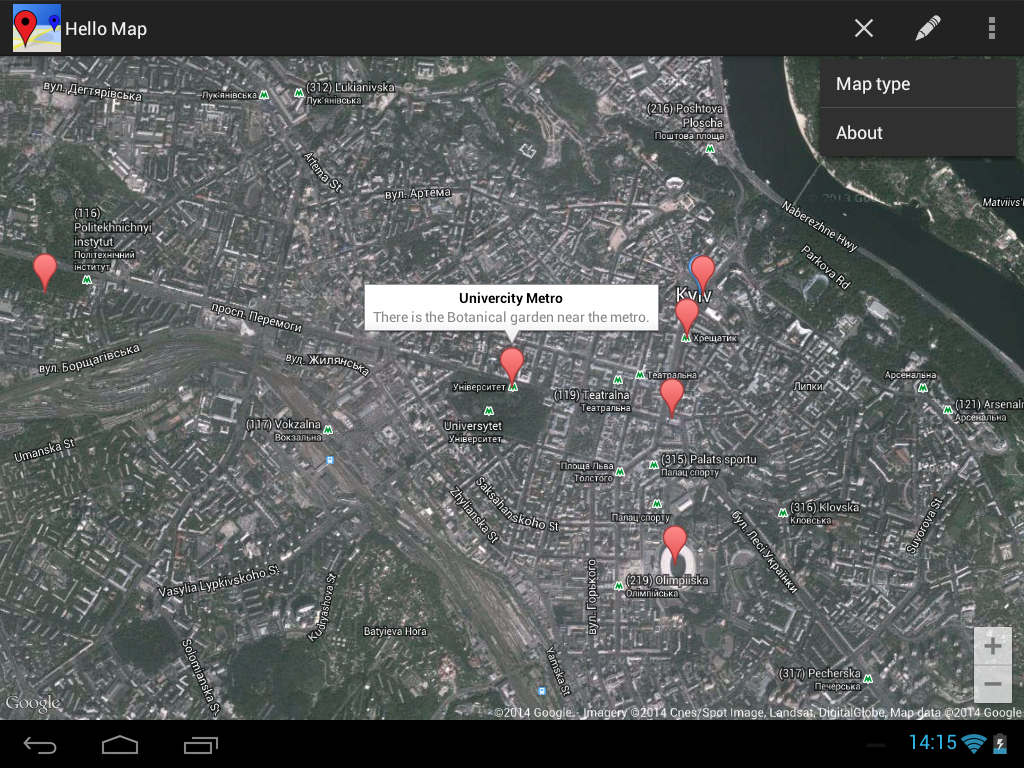 Hello Map
Map type
About
вул. Дегтярівська
Лук'янівська
(312) Lukianivska
Лук'янівська
(216) Poshtova
Ploscha
Поштова площа
Artema St
вул. Артема
Naberezhne Hwy
Parkova Rd
(116)
Politekhnichnyi
instytut
Політехнічний
інститут
просп. Перемоги
вул. Борщагівська
вул. Жилянська
Univercity Metro
There is the Botanical garden near the metro.
Kyiv
Хрещатик
Університет
Театральна
(119) Teatralna
Театральна
Липки
Арсенальна
(121) Arsenaln
Арсенальна
(117) Vokzalna
Вокзальна
Universytet
Університет
Umanska St
Площа Льва
Толстого
(315) Palats sportu
Палац спорту
Палац спорту
Saksahanskoho St
Zhylianska St
(316) Klovska
Кловська
Suvorova St
бул. Лесі Українки
вул. Горького
(219) Olimpiiska
Олімпійська
Vasylia Lypkivskoho St
Kudryashova St
Batyieva Hora
Solomianska St
Yamska St
(317) Pecherska
Печерська
Google
©2014 Google - Imagery ©2014 Cnes/Spot Image, Landsat, DigitalGlobe, Map data ©2014 Google
14:15